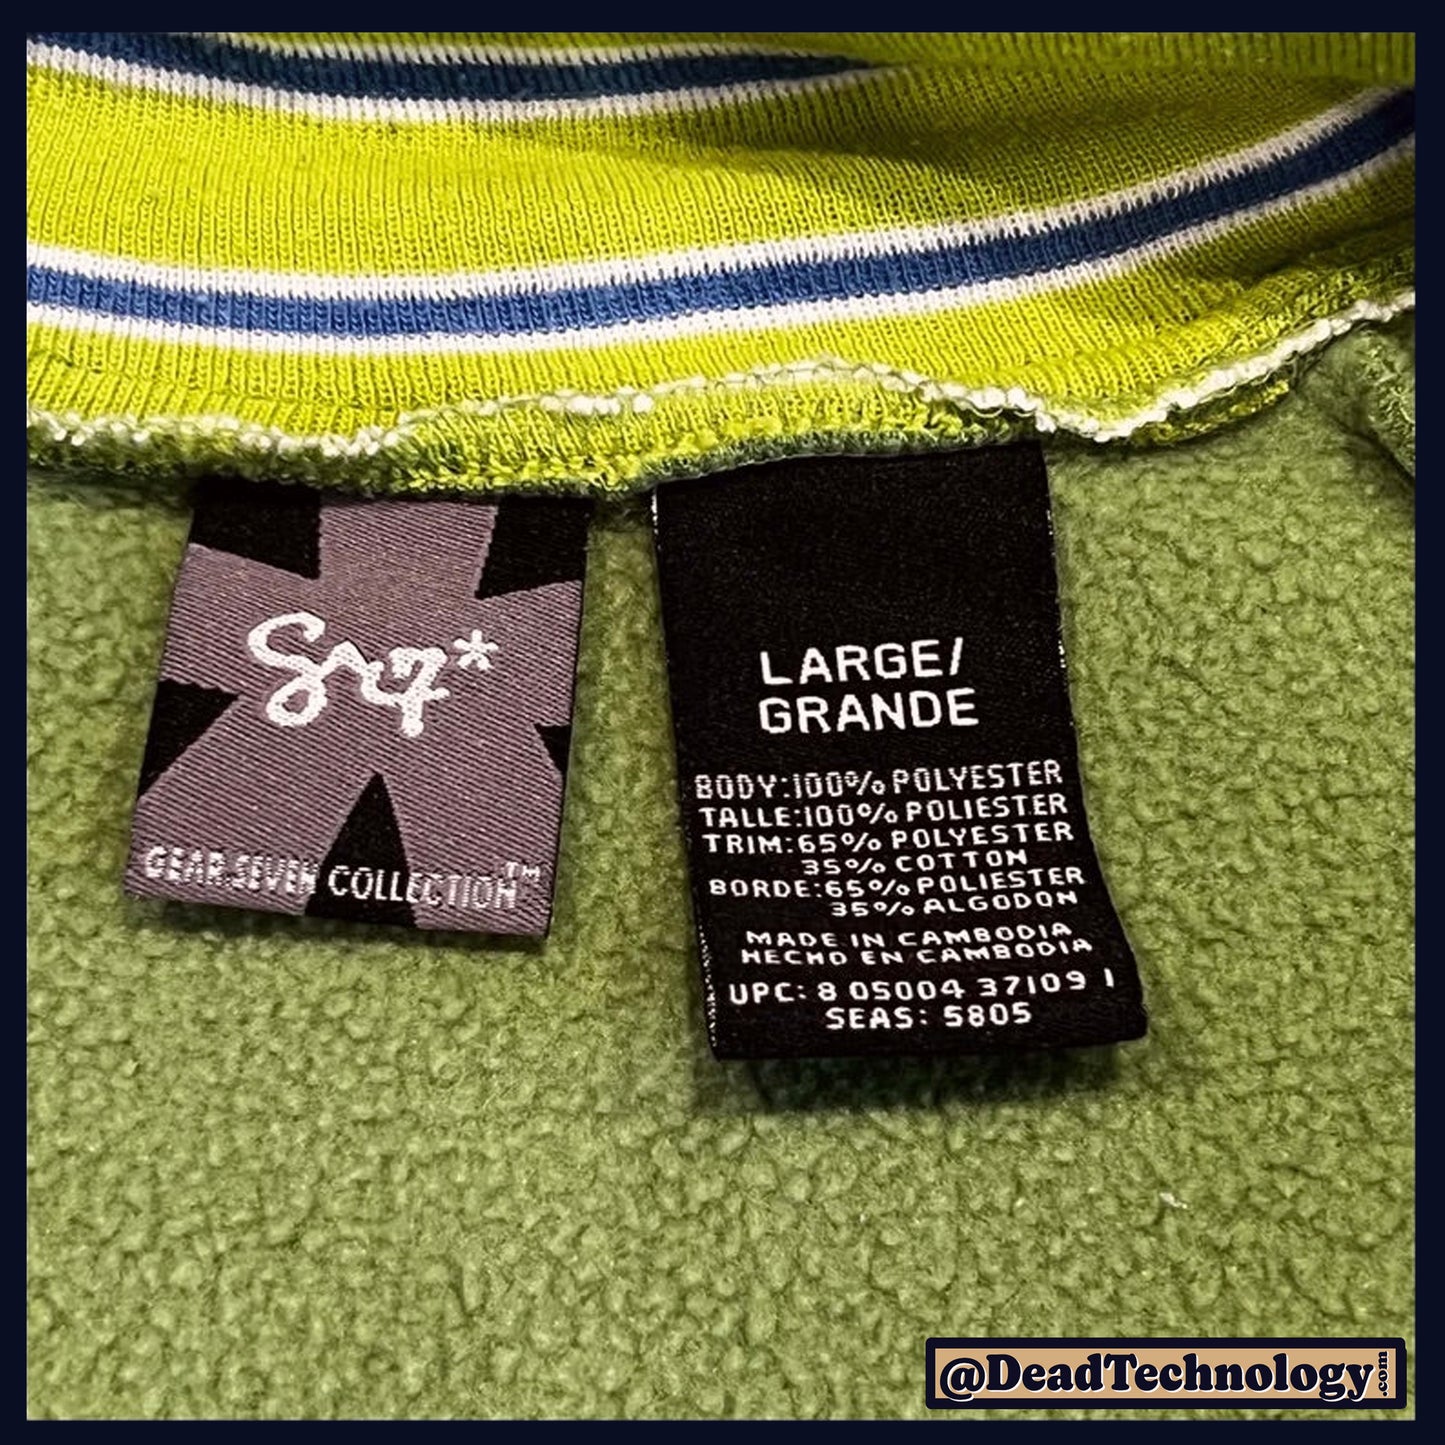 Gr7*
GEAR.SEVEN COLLECTION™
LARGE/
GRANDE
BODY:100% POLYESTER
TALLE:100% POLIESTER
TRIM:65% POLYESTER
35% COTTON
BORDE:65% POLIESTER
35% ALGODON
MADE IN CAMBODIA
HECHO EN CAMBODIA
UPC: 8 05004 37109 1
SEAS: 5805
@DeadTechnology.com